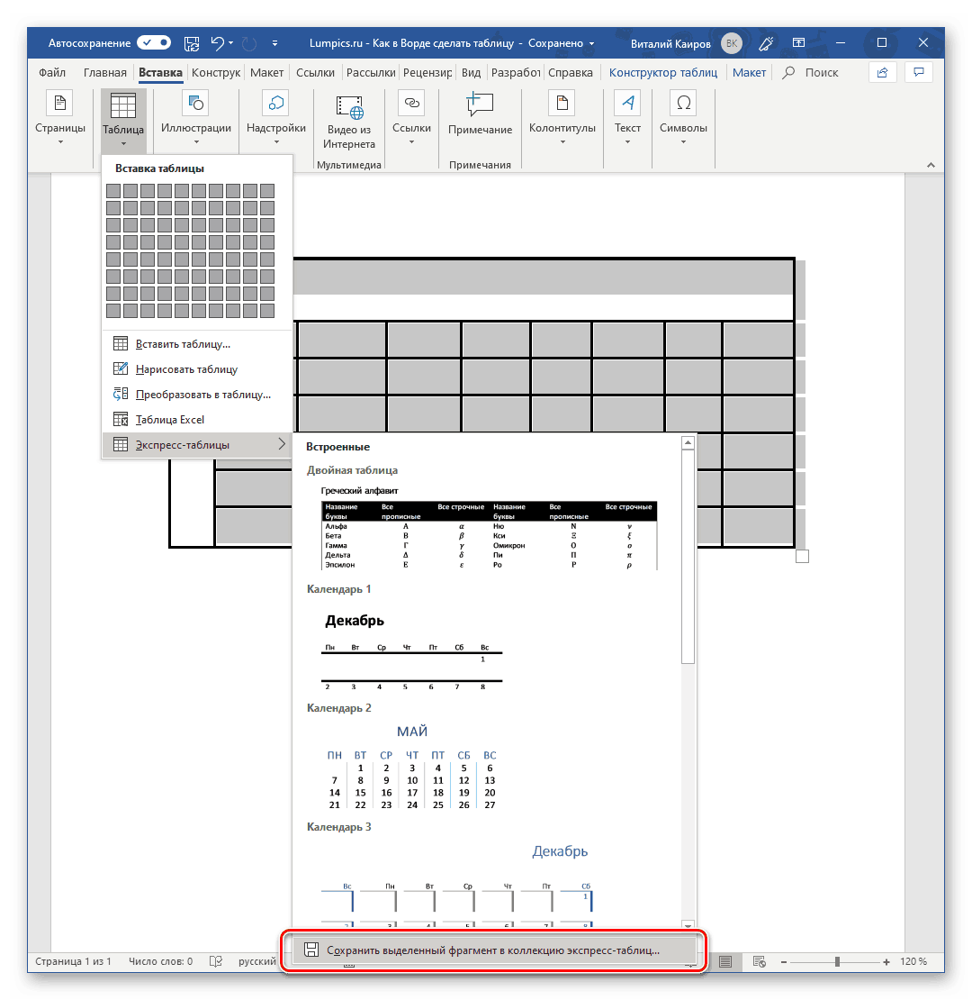 Автосохранение
Lumpics.ru - Как в Ворде сделать таблицу - Сохранено
Виталий Каиров
ВК
Файл Главная Вставка Конструк Макет Ссылки Рассылки Рецензир Вид Разработ Справка Конструктор таблиц Макет Поиск
Страницы
Таблица
Иллюстрации
Надстройки
Видео из
Интернета
Мультимедиа
Ссылки
Примечание
Примечания
Колонтитулы
Текст
Символы
Вставка таблицы
Вставить таблицу...
Нарисовать таблицу
Преобразовать в таблицу...
Таблица Excel
Экспресс-таблицы
Встроенные
Двойная таблица
Греческий алфавит
Название Все Все строчные Название Все Все строчные
буквы прописные буквы прописные
Альфа Α α Ню Ν ν
Бета Β β Кси Ξ ξ
Гамма Γ γ Омикрон Ο ο
Дельта Δ δ Пи Π π
Эпсилон Ε ε Ро Ρ ρ
Календарь 1
Декабрь
Пн Вт Ср Чт Пт Сб Вс
1
2 3 4 5 6 7 8
Календарь 2
МАЙ
ПН ВТ СР ЧТ ПТ СБ ВС
1 2 3 4 5 6
7 8 9 10 11 12 13
14 15 16 17 18 19 20
21 22 23 24 25 26 27
Календарь 3
Декабрь
Вс Пн Вт Ср Чт Пт Сб
1
2 3 4 5 6 7 8
Сохранить выделенный фрагмент в коллекцию экспресс-таблиц...
Страница 1 из 1 Число слов: 0 русский 120 %